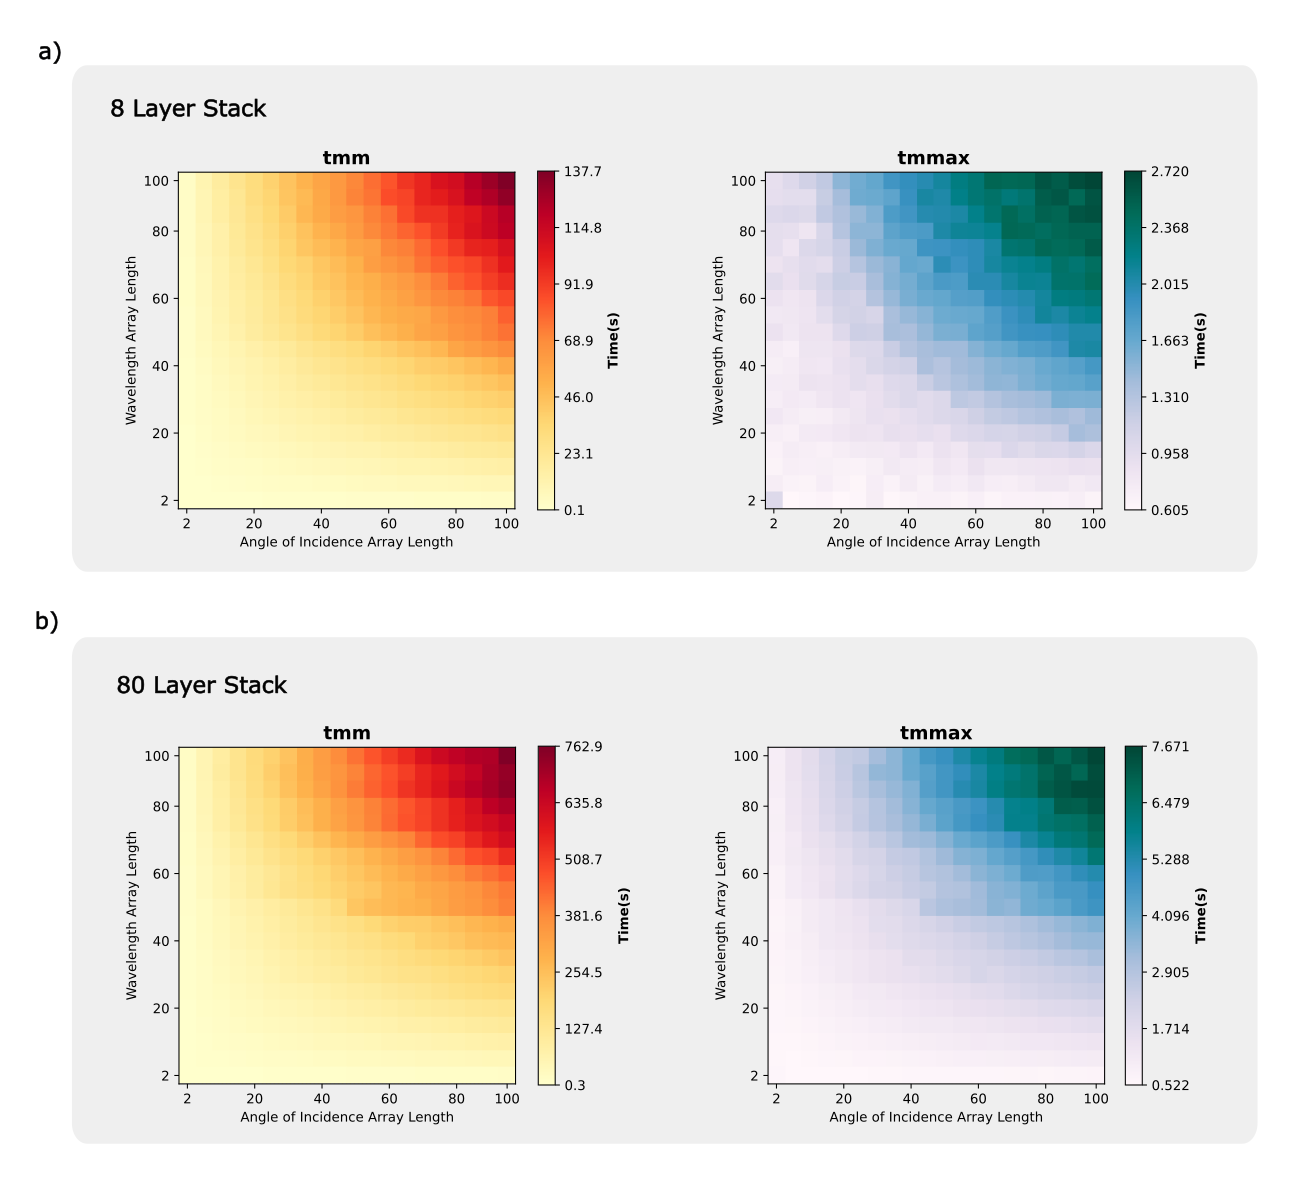 a)
8 Layer Stack
tmm
100
80
60
40
20
2
Wavelength Array Length
2 20 40 60 80 100
Angle of Incidence Array Length
137.7
114.8
91.9
68.9
46.0
23.1
0.1
Time(s)
tmmax
100
80
60
40
20
2
Wavelength Array Length
2 20 40 60 80 100
Angle of Incidence Array Length
2.720
2.368
2.015
1.663
1.310
0.958
0.605
Time(s)
b)
80 Layer Stack
tmm
100
80
60
40
20
2
Wavelength Array Length
2 20 40 60 80 100
Angle of Incidence Array Length
762.9
635.8
508.7
381.6
254.5
127.4
0.3
Time(s)
tmmax
100
80
60
40
20
2
Wavelength Array Length
2 20 40 60 80 100
Angle of Incidence Array Length
7.671
6.479
5.288
4.096
2.905
1.714
0.522
Time(s)